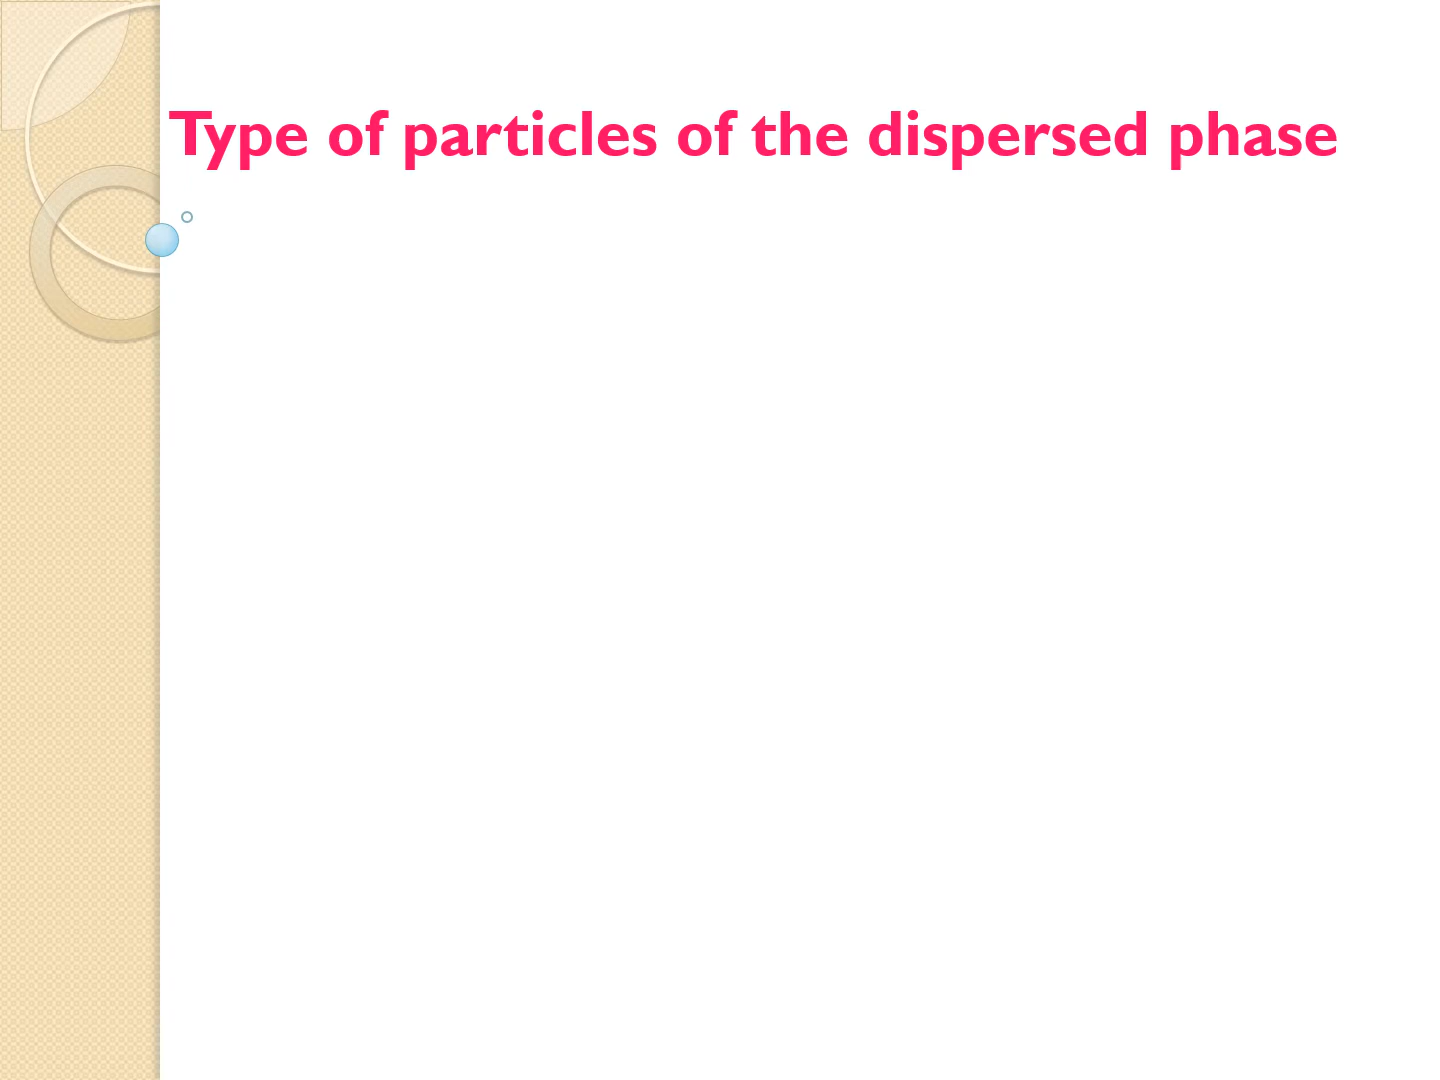 Type of particles of the dispersed phase